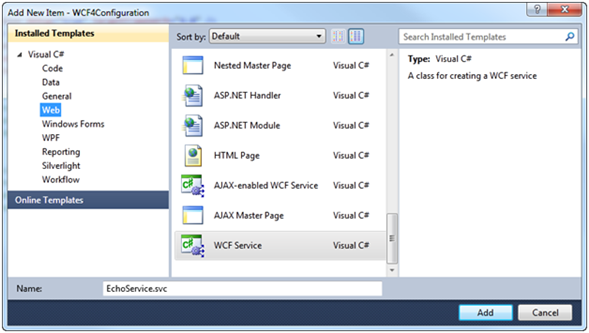 Add New Item - WCF4Configuration
Installed Templates
Visual C#
Code
Data
General
Web
Windows Forms
WPF
Reporting
Silverlight
Workflow
Online Templates
Sort by: Default
Nested Master Page Visual C#
ASP.NET Handler Visual C#
ASP.NET Module Visual C#
HTML Page Visual C#
AJAX-enabled WCF Service Visual C#
AJAX Master Page Visual C#
WCF Service Visual C#
Search Installed Templates
Type: Visual C#
A class for creating a WCF service
Name: EchoService.svc
Add Cancel